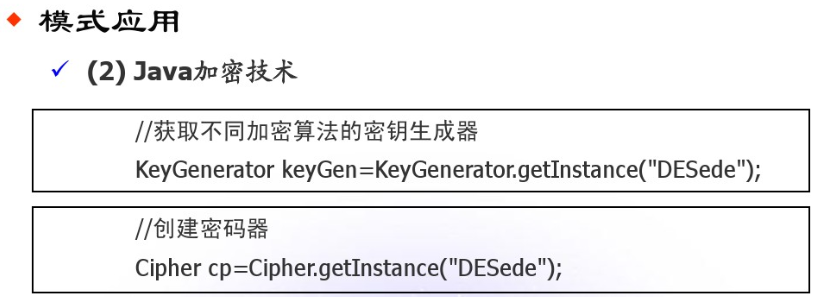 模式应用
(2) Java加密技术
//获取不同加密算法的密钥生成器
KeyGenerator keyGen=KeyGenerator.getInstance("DESede");
//创建密码器
Cipher cp=Cipher.getInstance("DESede");